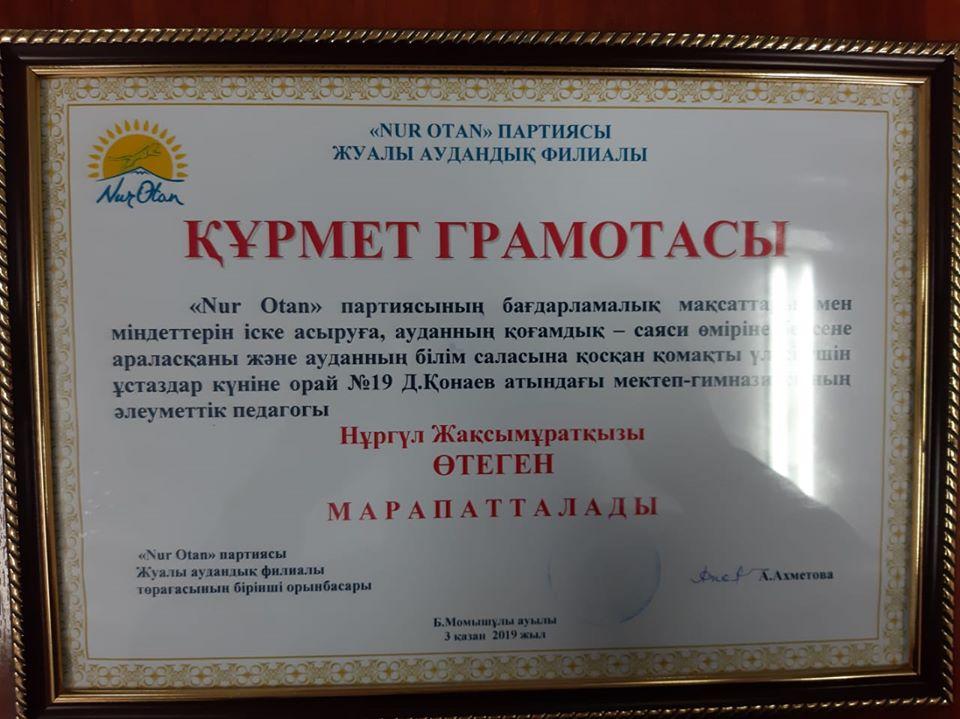 «NUR OTAN» ПАРТИЯСЫ
ЖУАЛЫ АУДАНДЫҚ ФИЛИАЛЫ
Nur Otan
ҚҰРМЕТ ГРАМОТАСЫ
«Nur Otan» партиясының бағдарламалық мақсаттары мен
міндеттерін іске асыруға, ауданның қоғамдық – саяси өміріне белсене
араласқаны және ауданның білім саласына қосқан қомақты үлесі үшін
ұстаздар күніне орай №19 Д.Қонаев атындағы мектеп-гимназиясының
әлеуметтік педагогы
Нұргүл Жақсымұратқызы
ӨТЕГЕН
МАРАПАТТАЛАДЫ
«Nur Otan» партиясы
Жуалы аудандық филиалы
төрағасының бірінші орынбасары
А.Ахметова
Б.Момышұлы ауылы
3 қазан 2019 жыл